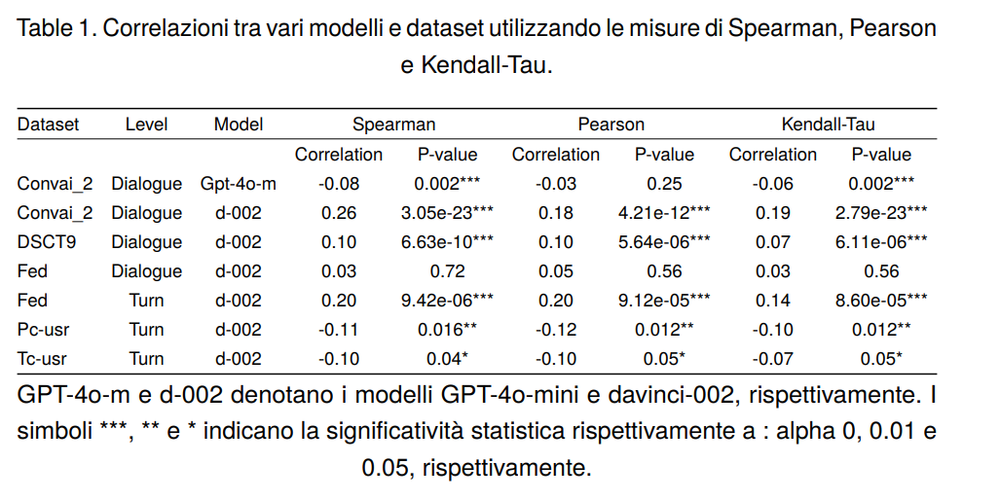 Table 1. Correlazioni tra vari modelli e dataset utilizzando le misure di Spearman, Pearson
e Kendall-Tau.
Dataset Level Model Spearman Pearson Kendall-Tau
Correlation P-value Correlation P-value Correlation P-value
Convai_2 Dialogue Gpt-4o-m -0.08 0.002*** -0.03 0.25 -0.06 0.002***
Convai_2 Dialogue d-002 0.26 3.05e-23*** 0.18 4.21e-12*** 0.19 2.79e-23***
DSCT9 Dialogue d-002 0.10 6.63e-10*** 0.10 5.64e-06*** 0.07 6.11e-06***
Fed Dialogue d-002 0.03 0.72 0.05 0.56 0.03 0.56
Fed Turn d-002 0.20 9.42e-06*** 0.20 9.12e-05*** 0.14 8.60e-05***
Pc-usr Turn d-002 -0.11 0.016** -0.12 0.012** -0.10 0.012**
Tc-usr Turn d-002 -0.10 0.04* -0.10 0.05* -0.07 0.05*
GPT-4o-m e d-002 denotano i modelli GPT-4o-mini e davinci-002, rispettivamente. I
simboli ***, ** e * indicano la significatività statistica rispettivamente a : alpha 0, 0.01 e
0.05, rispettivamente.